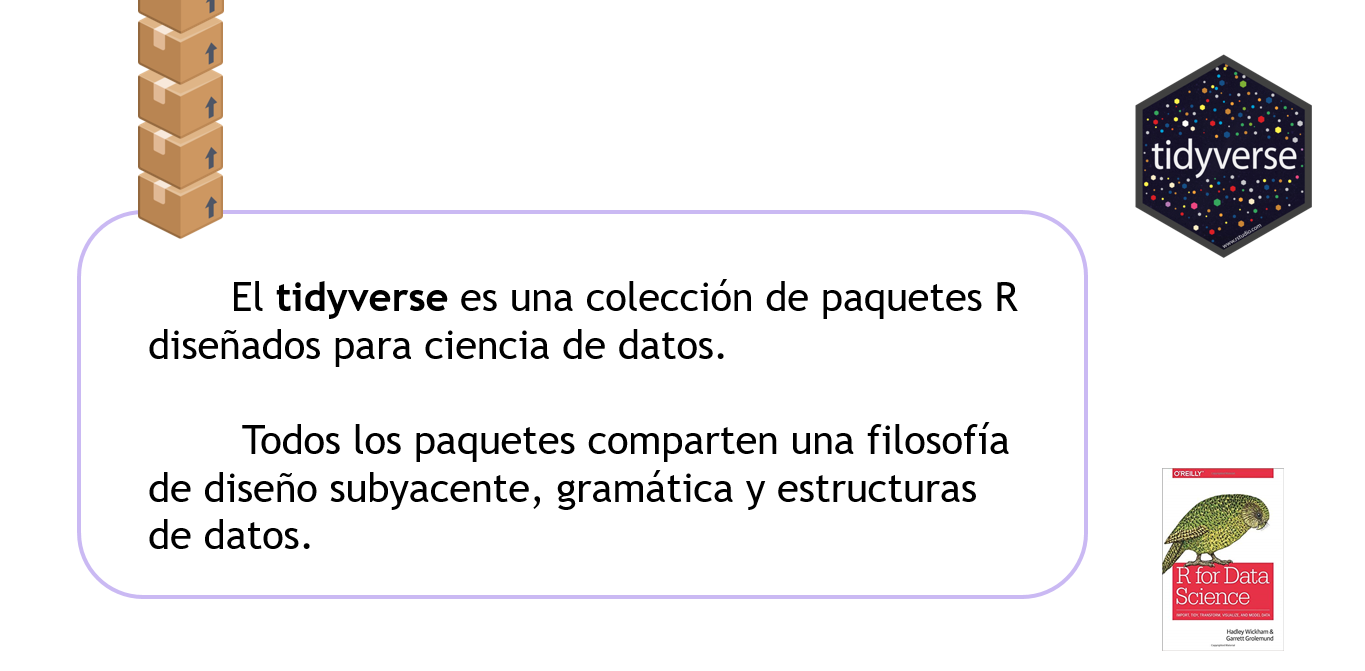 tidyverse
www.rstudio.com
El tidyverse es una colección de paquetes R
diseñados para ciencia de datos.
Todos los paquetes comparten una filosofía
de diseño subyacente, gramática y estructuras
de datos.
O'REILLY
R for Data
Science
IMPORT, TIDY, TRANSFORM, VISUALIZE, AND MODEL DATA
Hadley Wickham &
Garrett Grolemund